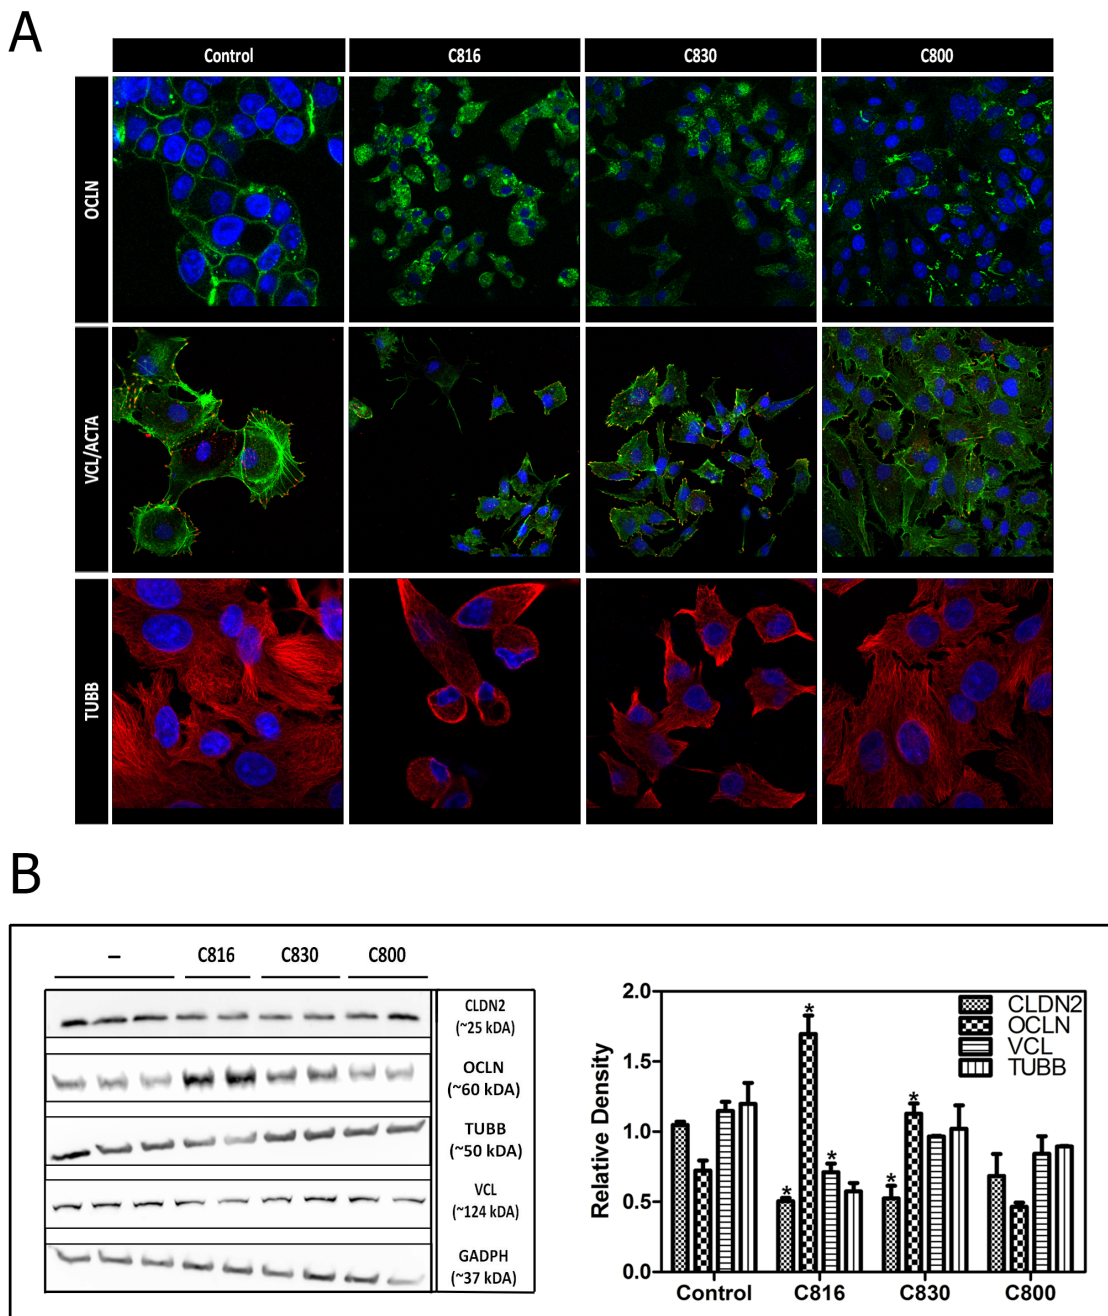 A
Control C816 C830 C800
OCLN
VCL/ACTA
TUBB
B
– C816 C830 C800
CLDN2
(~25 kDA)
OCLN
(~60 kDA)
TUBB
(~50 kDA)
VCL
(~124 kDA)
GADPH
(~37 kDA)
Relative Density
2.0
1.5
1.0
0.5
0.0
CLDN2
OCLN
VCL
TUBB
*
*
*
*
*
Control C816 C830 C800